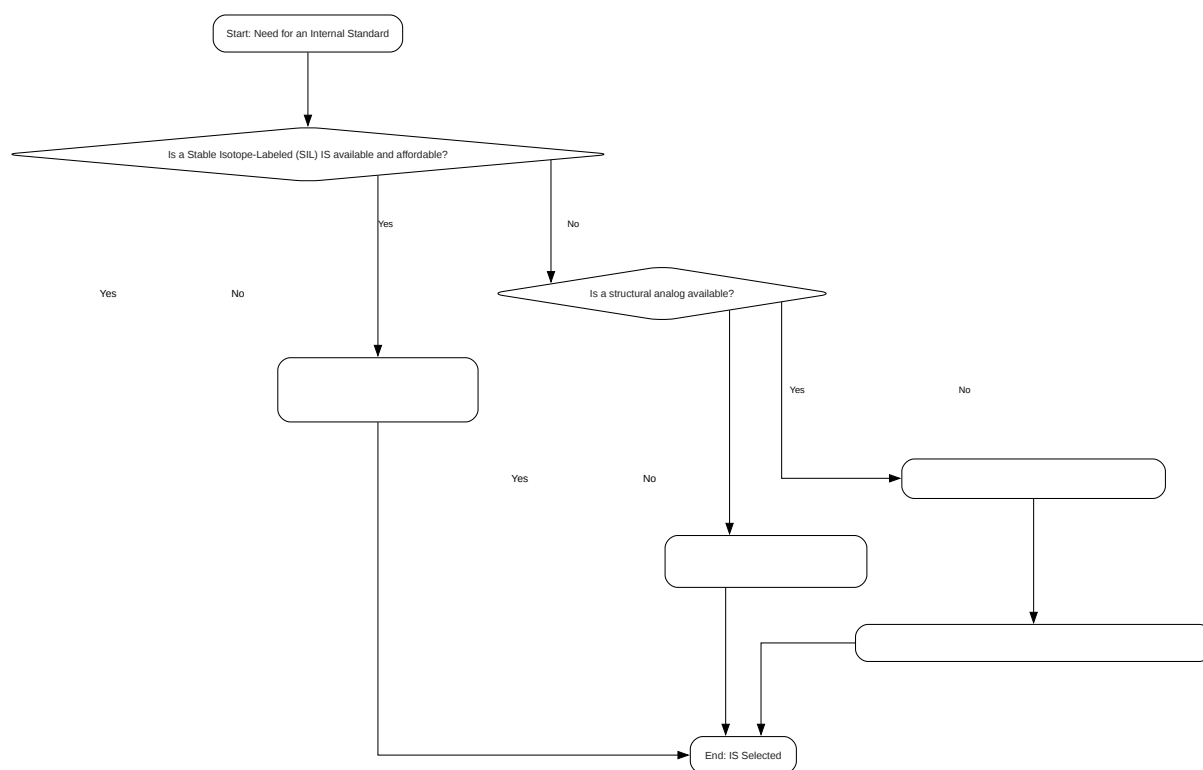 Start: Need for an Internal Standard
Is a Stable Isotope-Labeled (SIL) IS available and affordable?
Yes
No
Yes
No
Is a structural analog available?
Yes
No
Yes
No
End: IS Selected